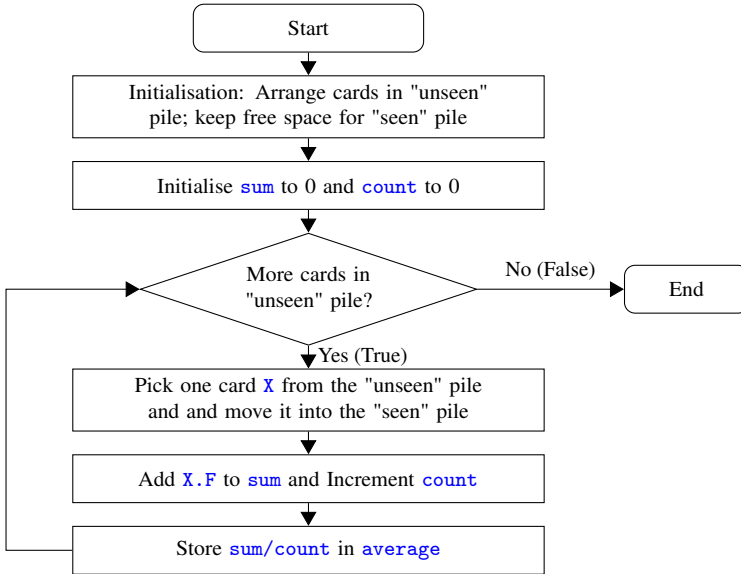 Start
Initialisation: Arrange cards in "unseen"
pile; keep free space for "seen" pile
Initialise sum to 0 and count to 0
More cards in
"unseen" pile?
No (False)
End
Yes (True)
Pick one card X from the "unseen" pile
and and move it into the "seen" pile
Add X.F to sum and Increment count
Store sum/count in average